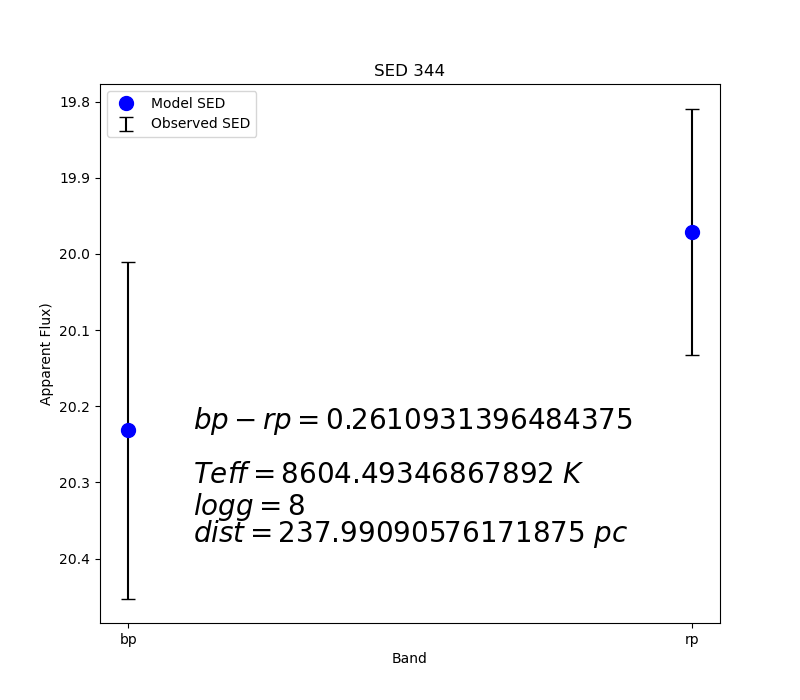 SED 344
Model SED
Observed SED
19.8
19.9
20.0
20.1
20.2
20.3
20.4
Apparent Flux)
bp − rp = 0.2610931396484375
Teff = 8604.49346867892 K
logg = 8
dist = 237.99090576171875 pc
bp
rp
Band